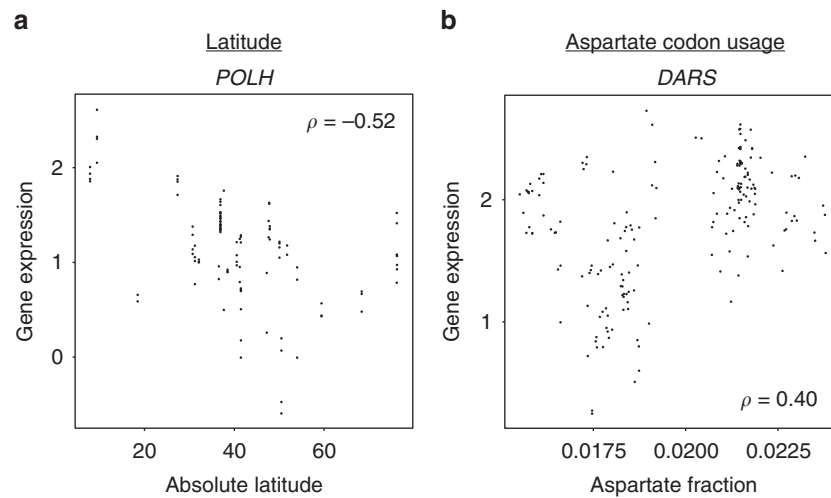 a
Latitude
POLH
ρ = –0.52
Gene expression
2
1
0
20 40 60
Absolute latitude
b
Aspartate codon usage
DARS
ρ = 0.40
Gene expression
2
1
0.0175 0.0200 0.0225
Aspartate fraction